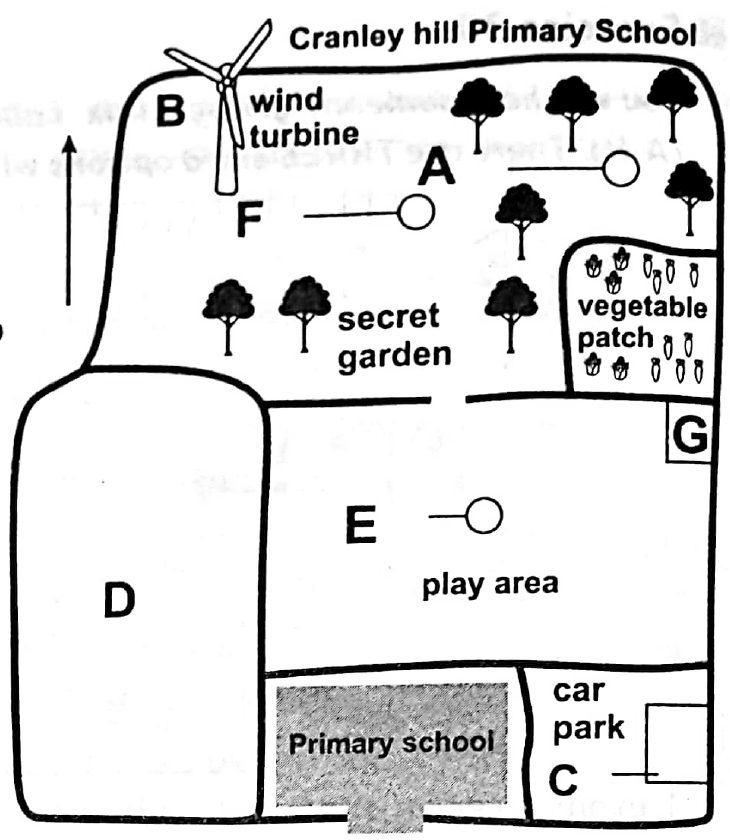 Cranley hill Primary School
B
wind
turbine
A
F
secret
garden
vegetable
patch
G
E
play area
D
car
park
Primary school
C